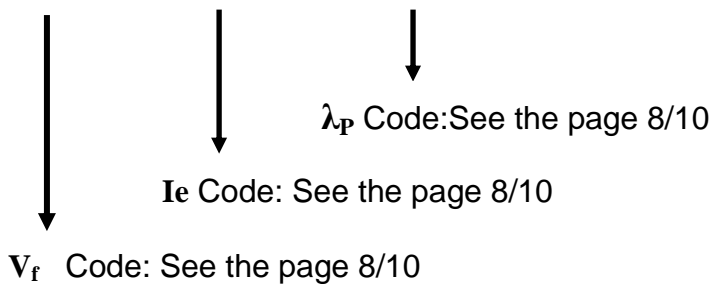 λP Code:See the page 8/10
Ie Code: See the page 8/10
Vf Code: See the page 8/10